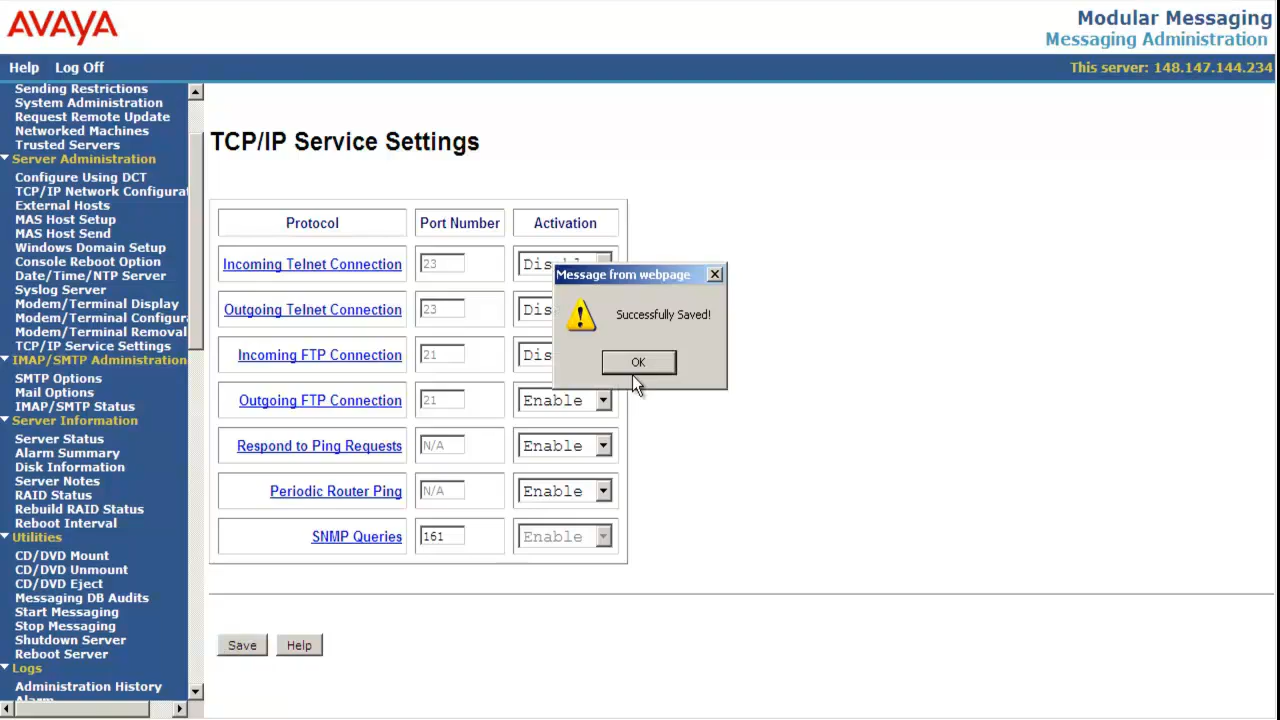 AVAYA
Modular Messaging
Messaging Administration
Help Log Off
This server: 148.147.144.234
Sending Restrictions
System Administration
Request Remote Update
Networked Machines
Trusted Servers
Server Administration
Configure Using DCT
TCP/IP Network Configurat
External Hosts
MAS Host Setup
MAS Host Send
Windows Domain Setup
Console Reboot Option
Date/Time/NTP Server
Syslog Server
Modem/Terminal Display
Modem/Terminal Configura
Modem/Terminal Removal
TCP/IP Service Settings
IMAP/SMTP Administration
SMTP Options
Mail Options
IMAP/SMTP Status
Server Information
Server Status
Alarm Summary
Disk Information
Server Notes
RAID Status
Rebuild RAID Status
Reboot Interval
Utilities
CD/DVD Mount
CD/DVD Unmount
CD/DVD Eject
Messaging DB Audits
Start Messaging
Stop Messaging
Shutdown Server
Reboot Server
Logs
Administration History
Alarm
TCP/IP Service Settings
Protocol Port Number Activation
Incoming Telnet Connection 23 Dis
Outgoing Telnet Connection 23 Dis
Incoming FTP Connection 21 Dis
Outgoing FTP Connection 21 Enable
Respond to Ping Requests N/A Enable
Periodic Router Ping N/A Enable
SNMP Queries 161 Enable
Save Help
Message from webpage
Successfully Saved!
OK